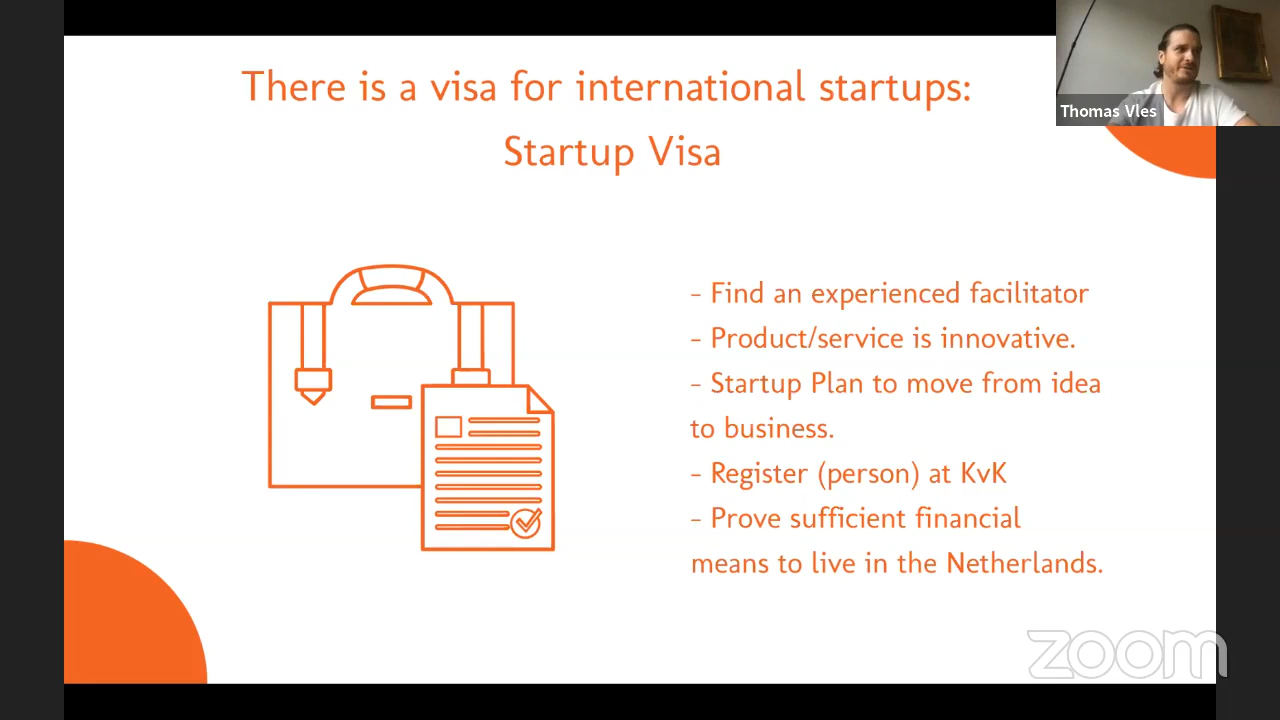 There is a visa for international startups:
Startup Visa
Thomas Vles
- Find an experienced facilitator
- Product/service is innovative.
- Startup Plan to move from idea
to business.
- Register (person) at KvK
- Prove sufficient financial
means to live in the Netherlands.
zoom